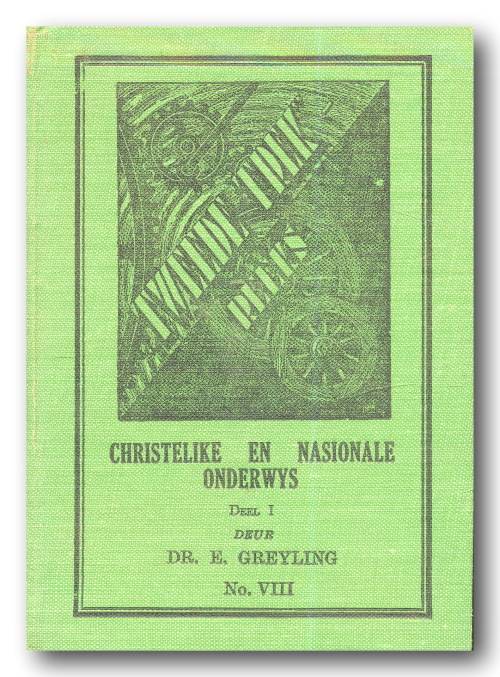 "TWEEDE TREK"
REEKS
CHRISTELIKE EN NASIONALE
ONDERWYS
DEEL I
DEUR
DR. E. GREYLING
No. VIII